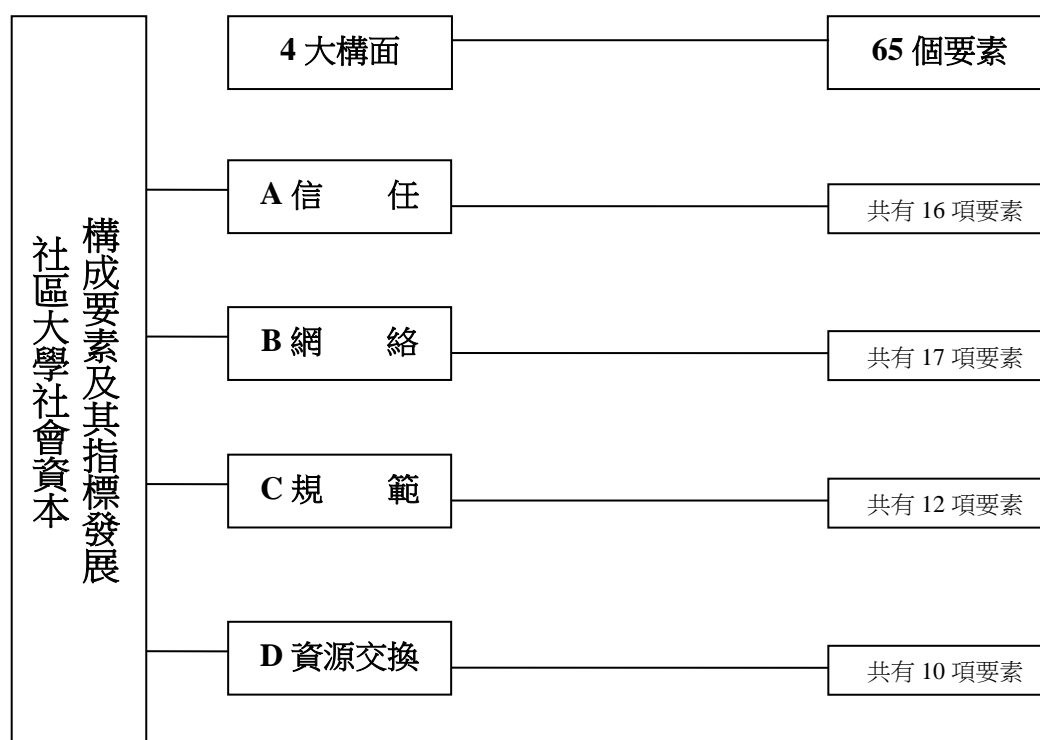 社區大學社會資本
構成要素及其指標發展
4 大構面
65 個要素
A 信 任
共有 16 項要素
B 網 絡
共有 17 項要素
C 規 範
共有 12 項要素
D 資源交換
共有 10 項要素